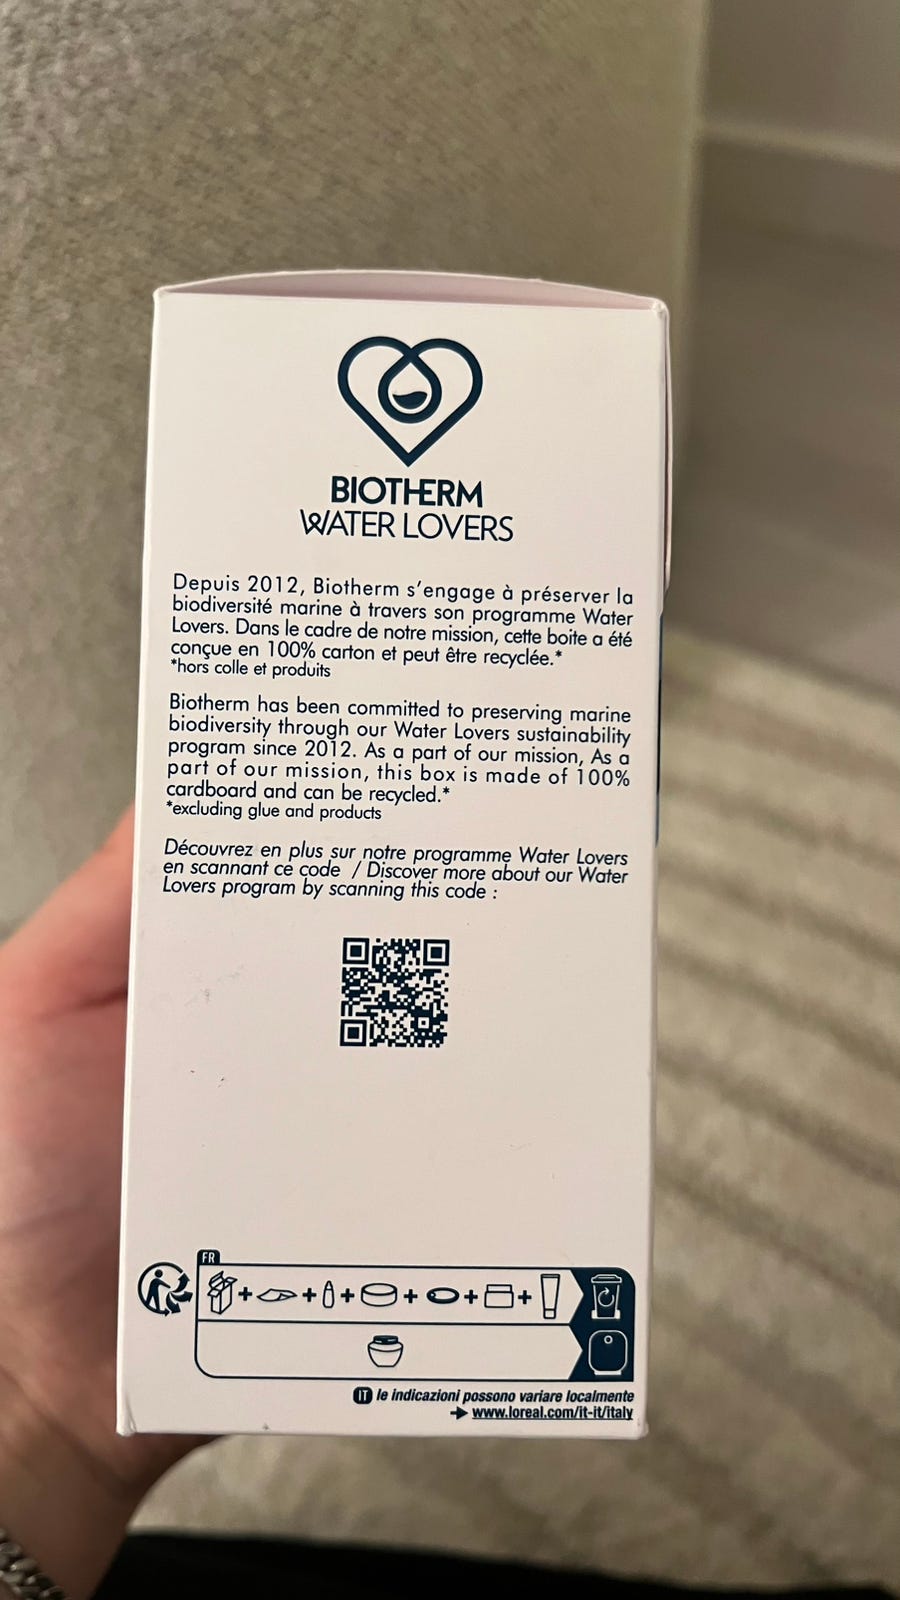 BIOTHERM
WATER LOVERS
Depuis 2012, Biotherm s'engage à préserver la
biodiversité marine à travers son programme Water
Lovers. Dans le cadre de notre mission, cette boite a été
conçue en 100% carton et peut être recyclée.*
*hors colle et produits
Biotherm has been committed to preserving marine
biodiversity through our Water Lovers sustainability
program since 2012. As a part of our mission, As a
part of our mission, this box is made of 100%
cardboard and can be recycled.*
*excluding glue and products
Découvrez en plus sur notre programme Water Lovers
en scannant ce code / Discover more about our Water
Lovers program by scanning this code :
FR
+ + + + + +
IT le indicazioni possono variare localmente
→ www.loreal.com/it-it/italy